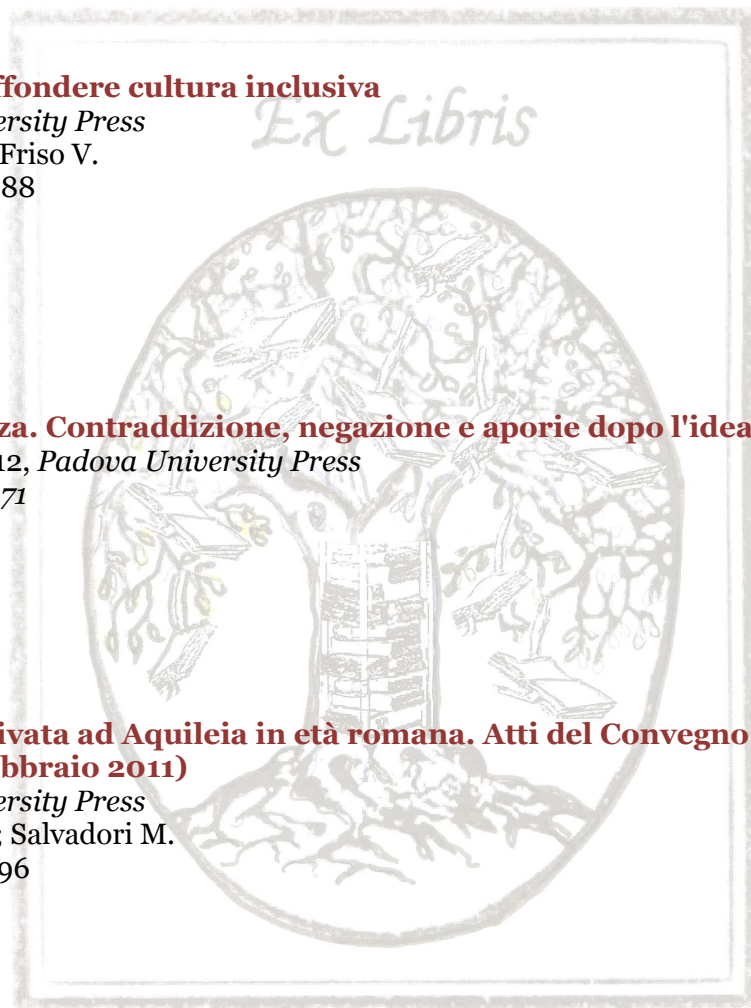 ffondere cultura inclusiva
Ex Libris
ersity Press
Friso V.
88
za. Contraddizione, negazione e aporie dopo l'idea
12, Padova University Press
71
ivata ad Aquileia in età romana. Atti del Convegno
bbraio 2011)
ersity Press
; Salvadori M.
96